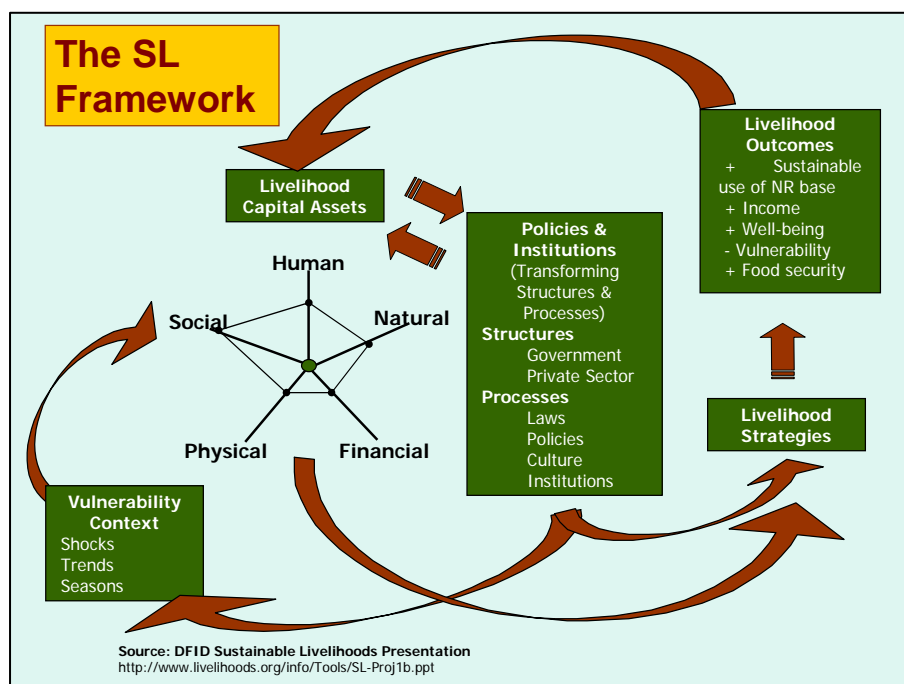 The SL
Framework
Livelihood
Capital Assets
Human
Social
Natural
Physical
Financial
Vulnerability
Context
Shocks
Trends
Seasons
Policies &
Institutions
(Transforming
Structures &
Processes)
Structures
Government
Private Sector
Processes
Laws
Policies
Culture
Institutions
Livelihood
Outcomes
+ Sustainable
use of NR base
+ Income
+ Well-being
- Vulnerability
+ Food security
Livelihood
Strategies
Source: DFID Sustainable Livelihoods Presentation
http://www.livelihoods.org/info/Tools/SL-Proj1b.ppt